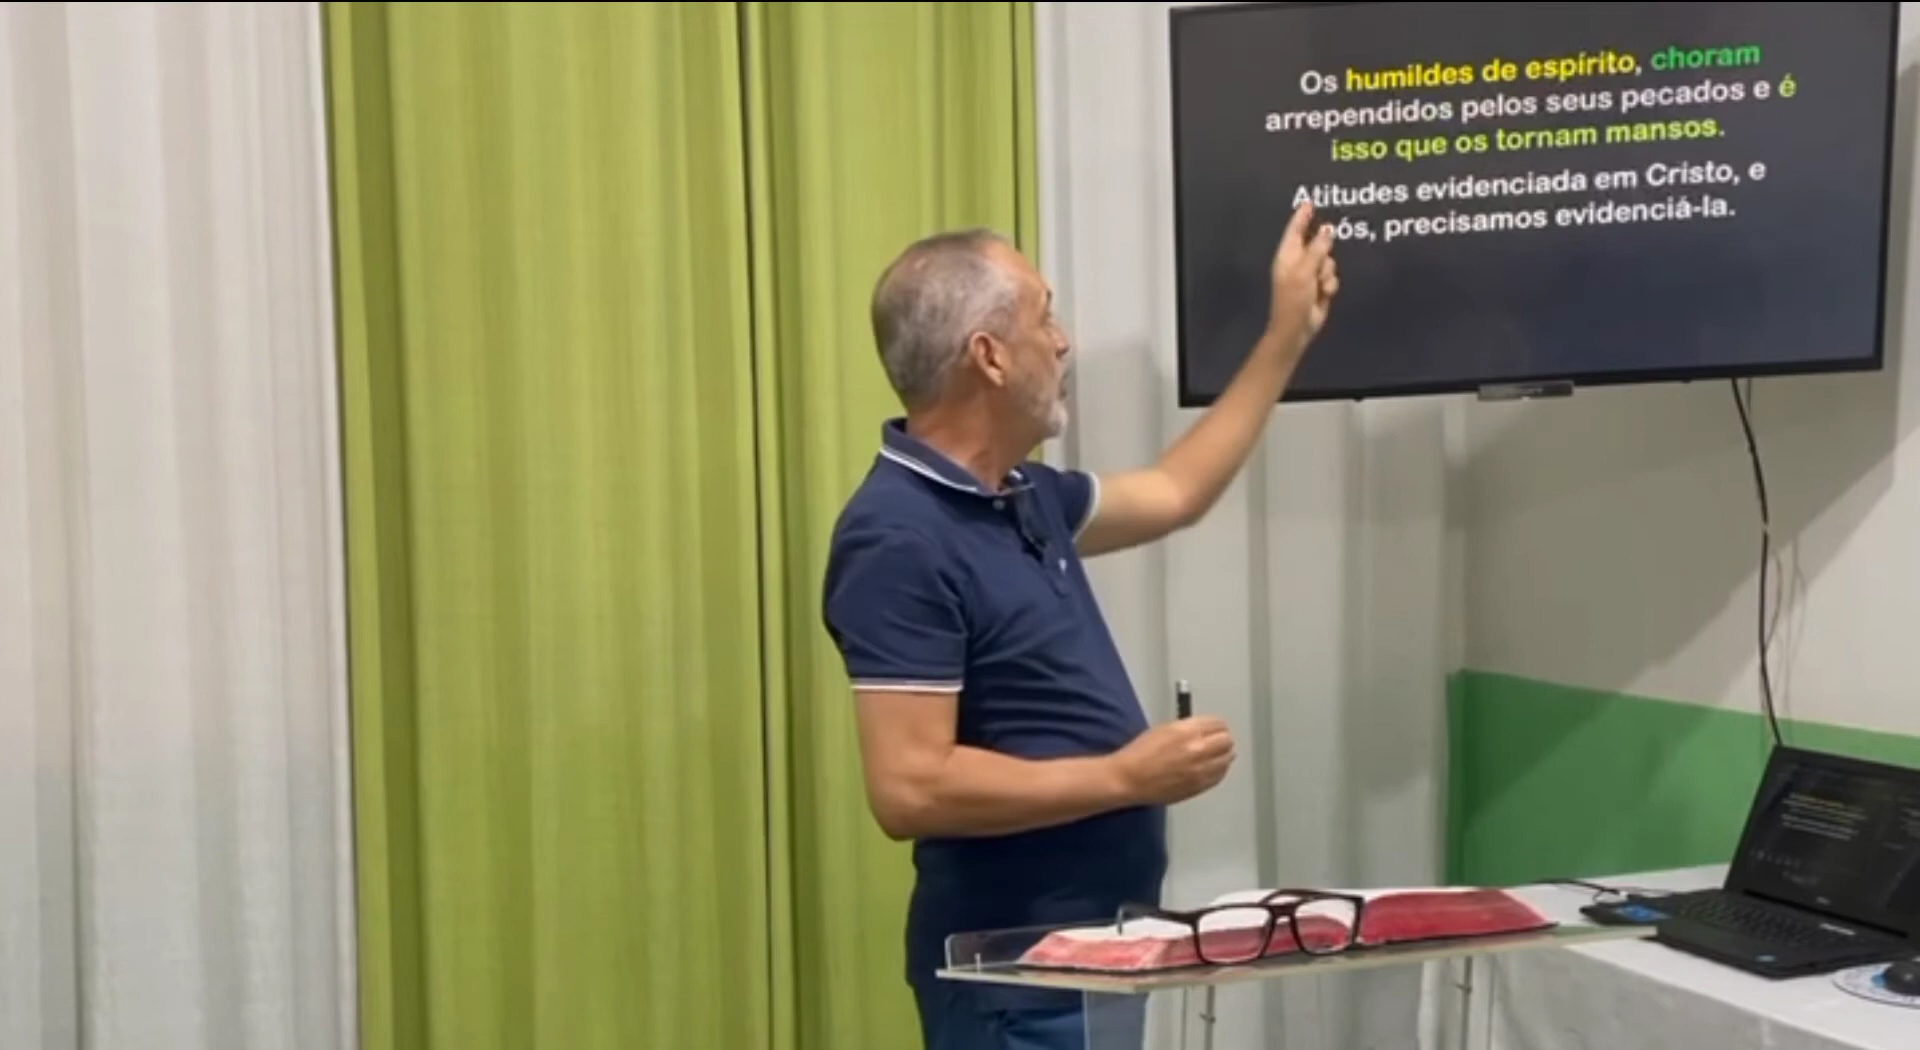 Os humildes de espírito, choram
arrependidos pelos seus pecados e é
isso que os tornam mansos.
Atitudes evidenciada em Cristo, e
nós, precisamos evidenciá-la.